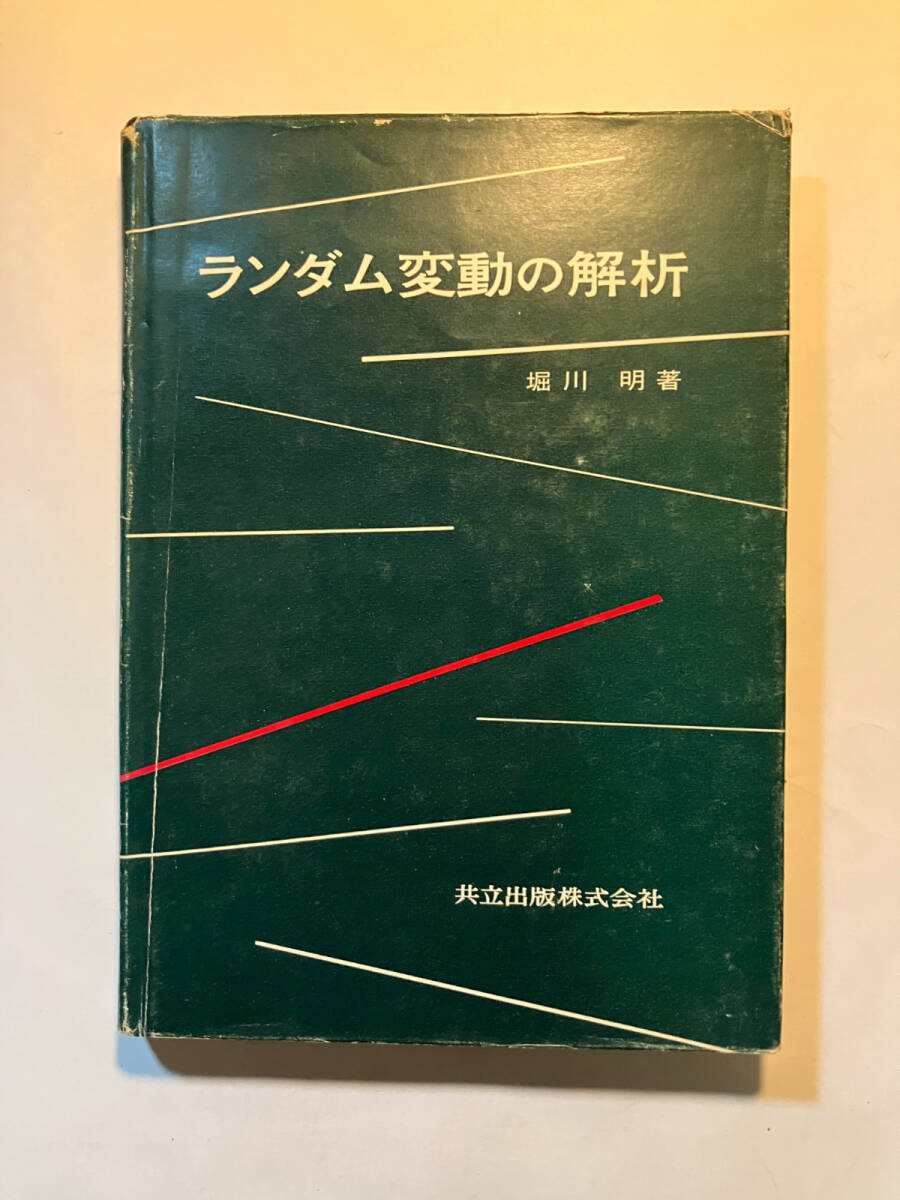 ランダム変動の解析
堀川 明著
共立出版株式会社